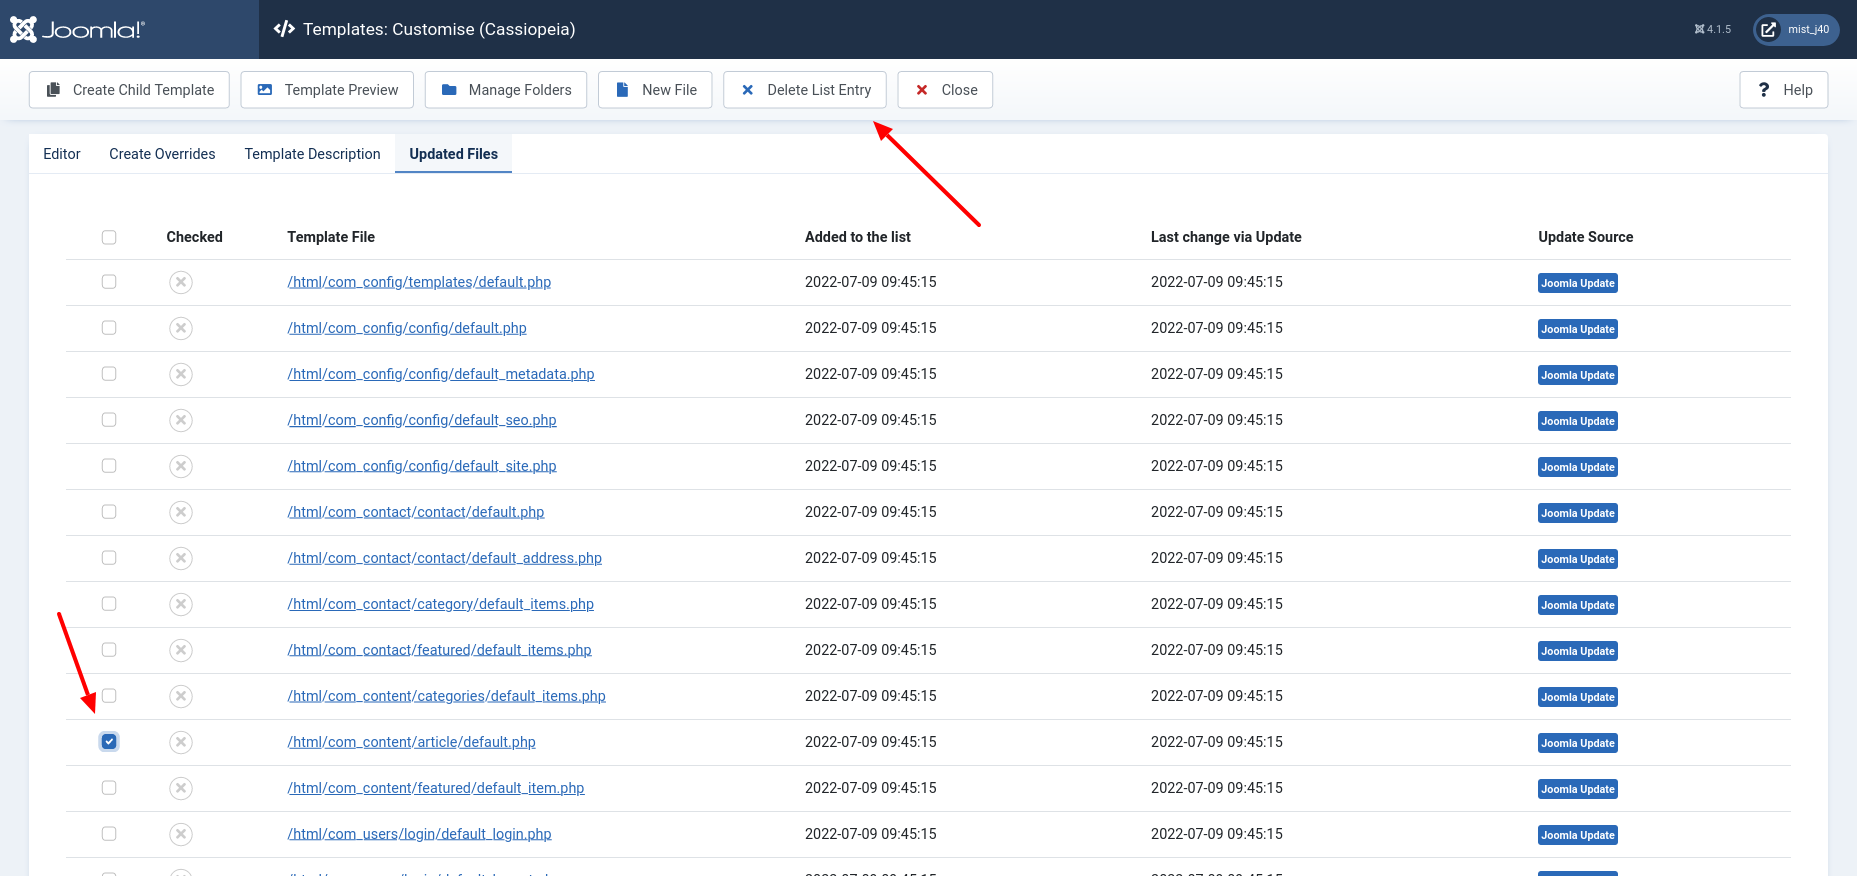 Joomla!® Templates: Customise (Cassiopeia) 4.1.5 mist_j40
Create Child Template Template Preview Manage Folders New File Delete List Entry Close ? Help
Editor Create Overrides Template Description Updated Files
Checked Template File Added to the list Last change via Update Update Source
/html/com_config/templates/default.php 2022-07-09 09:45:15 2022-07-09 09:45:15 Joomla Update
/html/com_config/config/default.php 2022-07-09 09:45:15 2022-07-09 09:45:15 Joomla Update
/html/com_config/config/default_metadata.php 2022-07-09 09:45:15 2022-07-09 09:45:15 Joomla Update
/html/com_config/config/default_seo.php 2022-07-09 09:45:15 2022-07-09 09:45:15 Joomla Update
/html/com_config/config/default_site.php 2022-07-09 09:45:15 2022-07-09 09:45:15 Joomla Update
/html/com_contact/contact/default.php 2022-07-09 09:45:15 2022-07-09 09:45:15 Joomla Update
/html/com_contact/contact/default_address.php 2022-07-09 09:45:15 2022-07-09 09:45:15 Joomla Update
/html/com_contact/category/default_items.php 2022-07-09 09:45:15 2022-07-09 09:45:15 Joomla Update
/html/com_contact/featured/default_items.php 2022-07-09 09:45:15 2022-07-09 09:45:15 Joomla Update
/html/com_content/categories/default_items.php 2022-07-09 09:45:15 2022-07-09 09:45:15 Joomla Update
/html/com_content/article/default.php 2022-07-09 09:45:15 2022-07-09 09:45:15 Joomla Update
/html/com_content/featured/default_item.php 2022-07-09 09:45:15 2022-07-09 09:45:15 Joomla Update
/html/com_users/login/default_login.php 2022-07-09 09:45:15 2022-07-09 09:45:15 Joomla Update